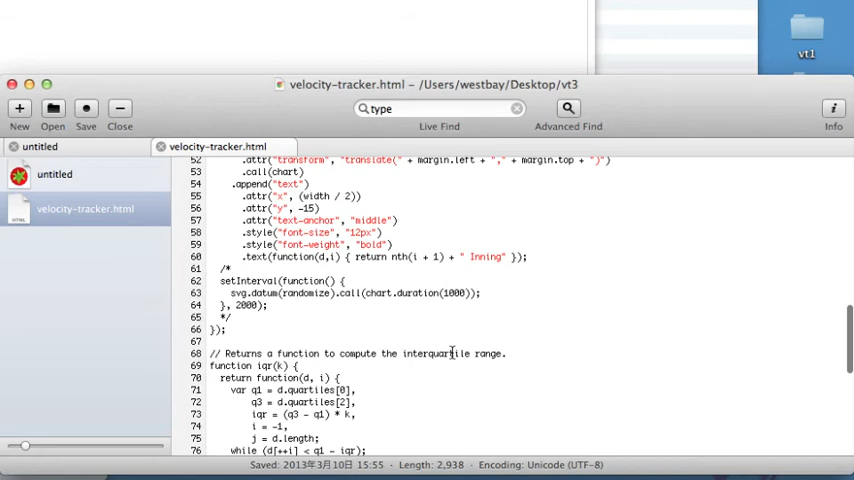 vt1
velocity-tracker.html - /Users/westbay/Desktop/vt3
type
New Open Save Close Live Find Advanced Find Info
untitled velocity-tracker.html
untitled
velocity-tracker.html
52 .attr("transform", "translate(" + margin.left + "," + margin.top + ")")
53 .call(chart)
54 .append("text")
55 .attr("x", (width / 2))
56 .attr("y", -15)
57 .attr("text-anchor", "middle")
58 .style("font-size", "12px")
59 .style("font-weight", "bold")
60 .text(function(d,i) { return nth(i + 1) + " Inning" });
61 /*
62 setInterval(function() {
63 svg.datum(randomize).call(chart.duration(1000));
64 }, 2000);
65 */
66 });
67
68 // Returns a function to compute the interquartile range.
69 function iqr(k) {
70 return function(d, i) {
71 var q1 = d.quartiles[0],
72 q3 = d.quartiles[2],
73 iqr = (q3 - q1) * k,
74 i = -1,
75 j = d.length;
76 while (d[++i] < q1 - iqr);
Saved: 2013年3月10日 15:55 Length: 2,938 Encoding: Unicode (UTF-8)